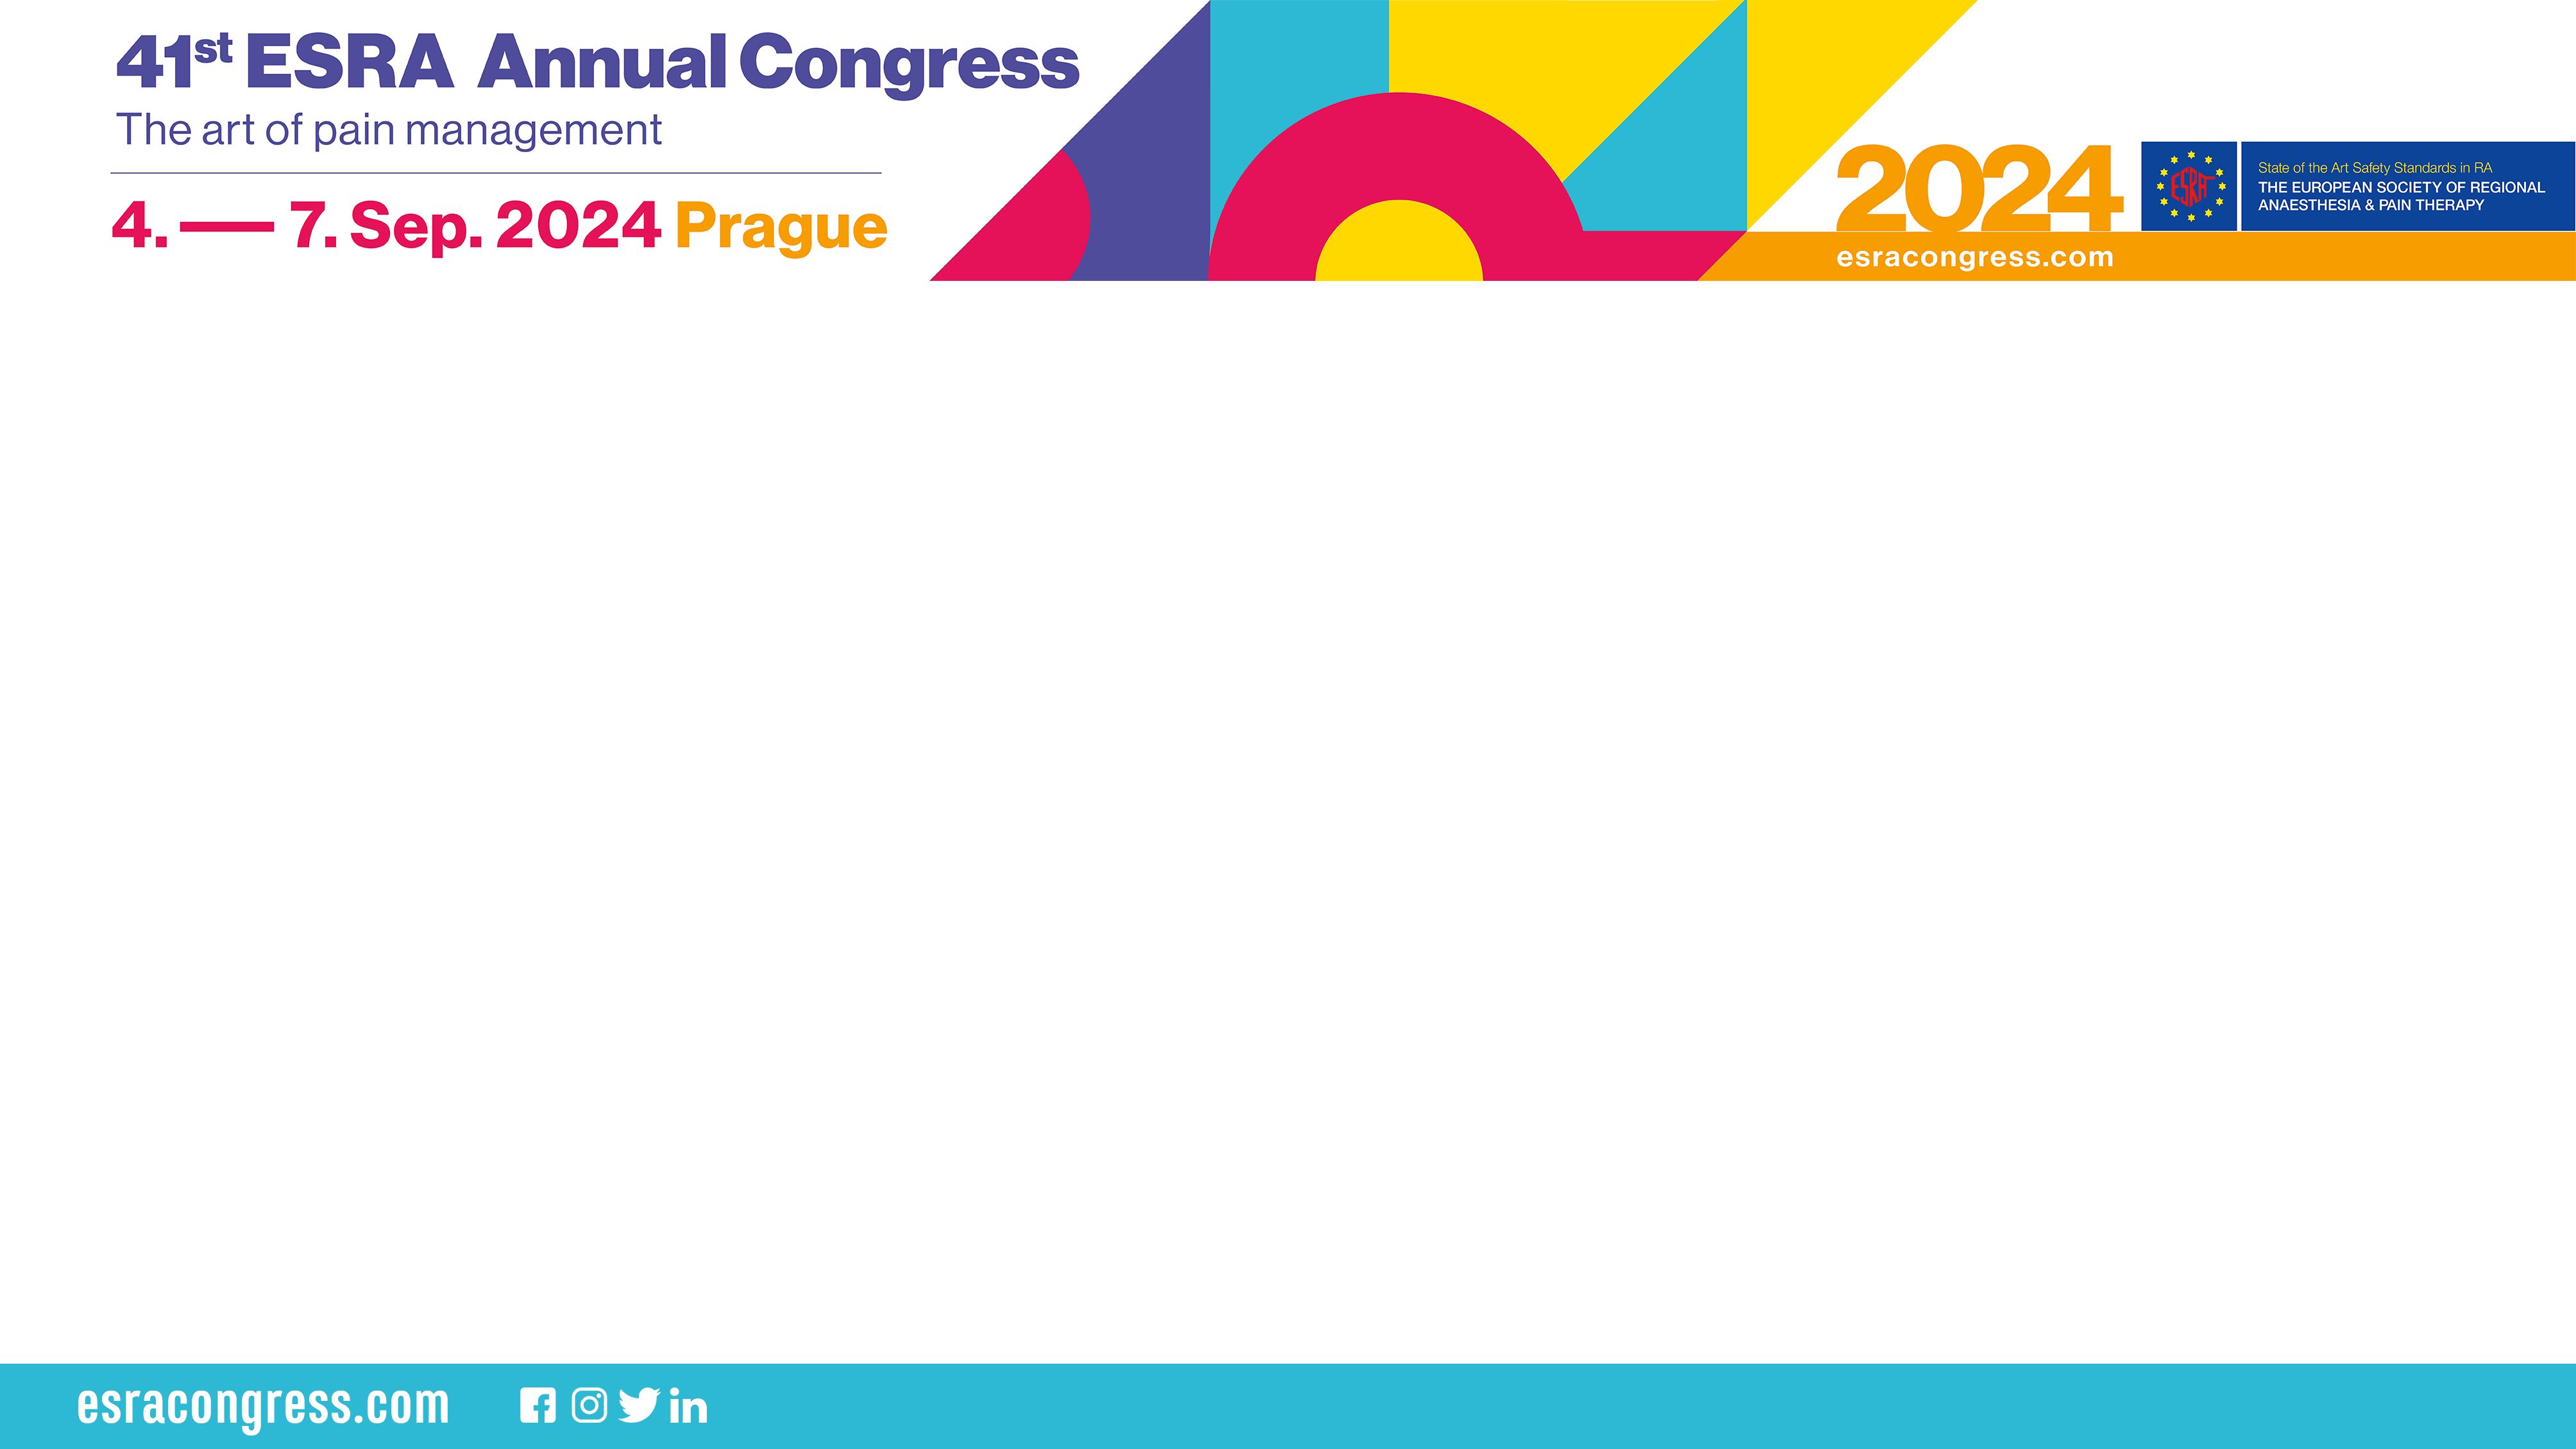 41st ESRA Annual Congress
The art of pain management
4. — 7. Sep. 2024 Prague
2024
esracongress.com
ESRA
State of the Art Safety Standards in RA
THE EUROPEAN SOCIETY OF REGIONAL
ANAESTHESIA & PAIN THERAPY
esracongress.com